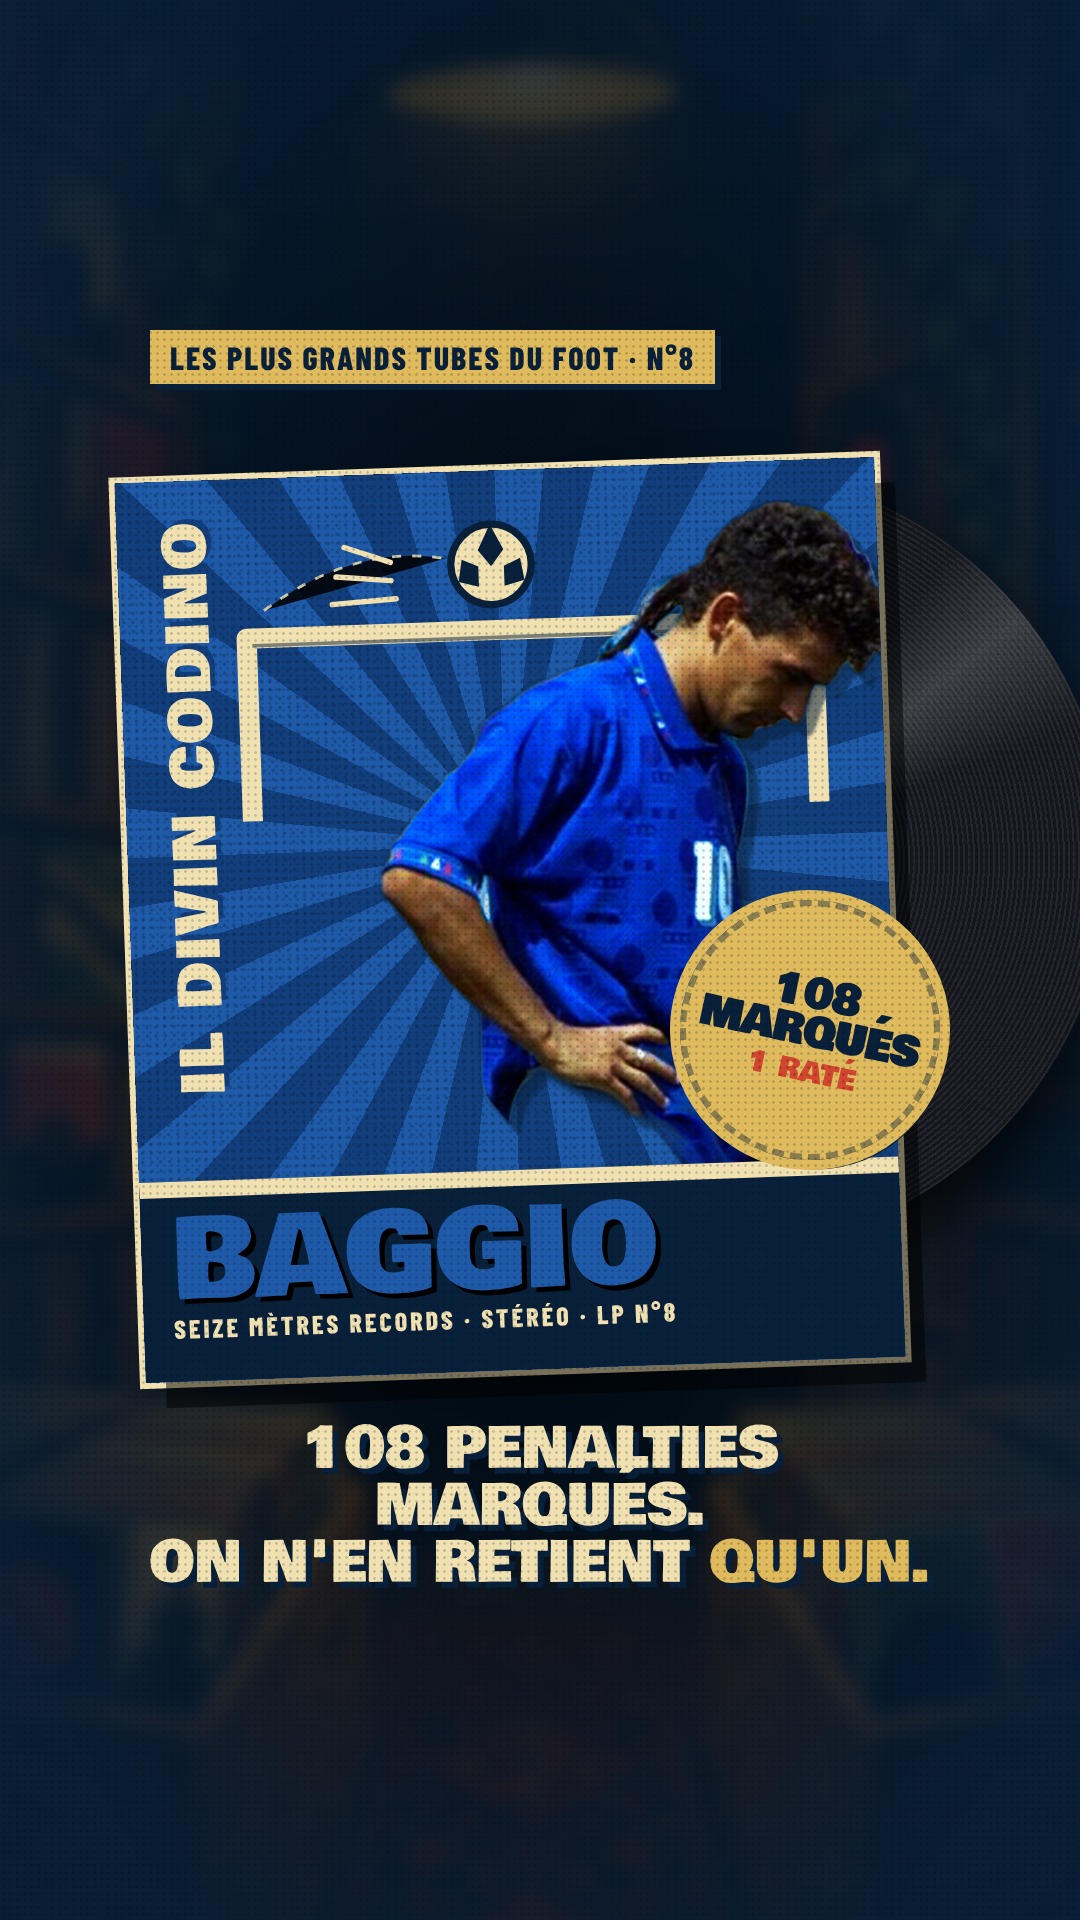 LES PLUS GRANDS TUBES DU FOOT · N°8
IL DIVIN CODINO
10
108
MARQUÉS
1 RATÉ
BAGGIO
SEIZE MÈTRES RECORDS · STÉRÉO · LP N°8
108 PENALTIES
MARQUÉS.
ON N'EN RETIENT QU'UN.